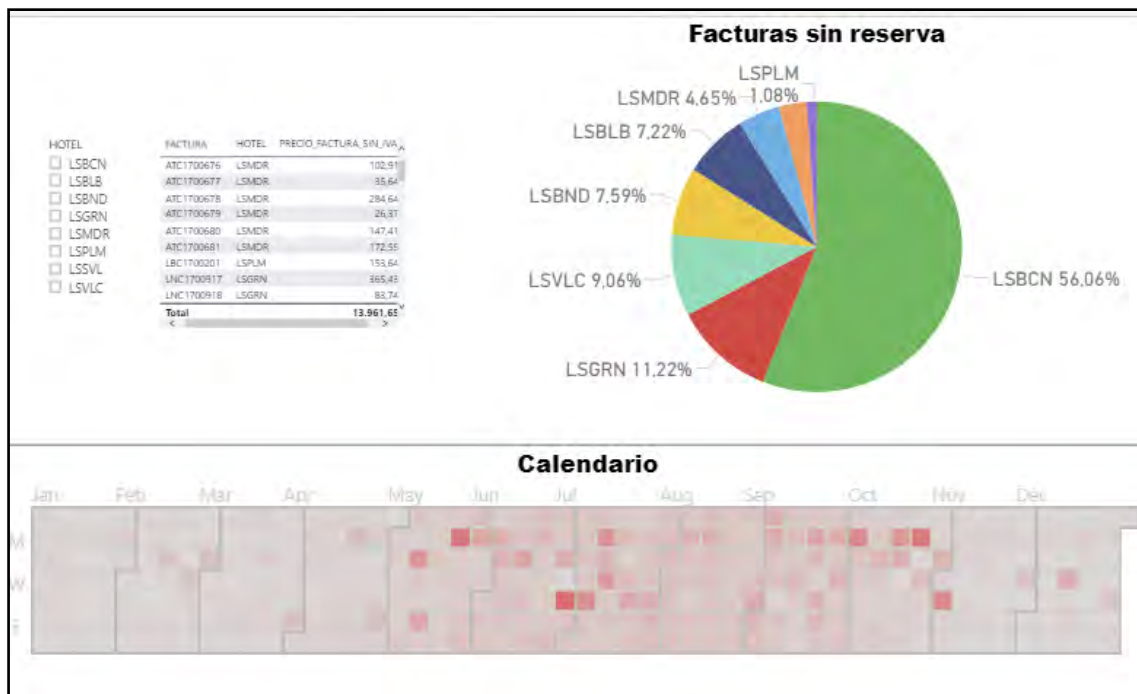 Facturas sin reserva
HOTEL
LSBCN
LSBLB
LSBND
LSGRN
LSMDR
LSPLM
LSSVL
LSVLC
FACTURA HOTEL PRECIO_FACTURA_SIN_IVA
ATC1700676 LSMDR 102,91
ATC1700677 LSMDR 35,64
ATC1700678 LSMDR 284,64
ATC1700679 LSMDR 26,31
ATC1700680 LSMDR 147,41
ATC1700681 LSMDR 172,55
LBC1700201 LSPLM 153,64
LNC1700917 LSGRN 365,43
LNC1700918 LSGRN 83,74
Total 13.961,65
LSPLM
1,08%
LSMDR 4,65%
LSBLB 7,22%
LSBND 7,59%
LSVLC 9,06%
LSGRN 11,22%
LSBCN 56,06%
Calendario
Jan Feb Mar Apr May Jun Jul Aug Sep Oct Nov Dec
M
W
F